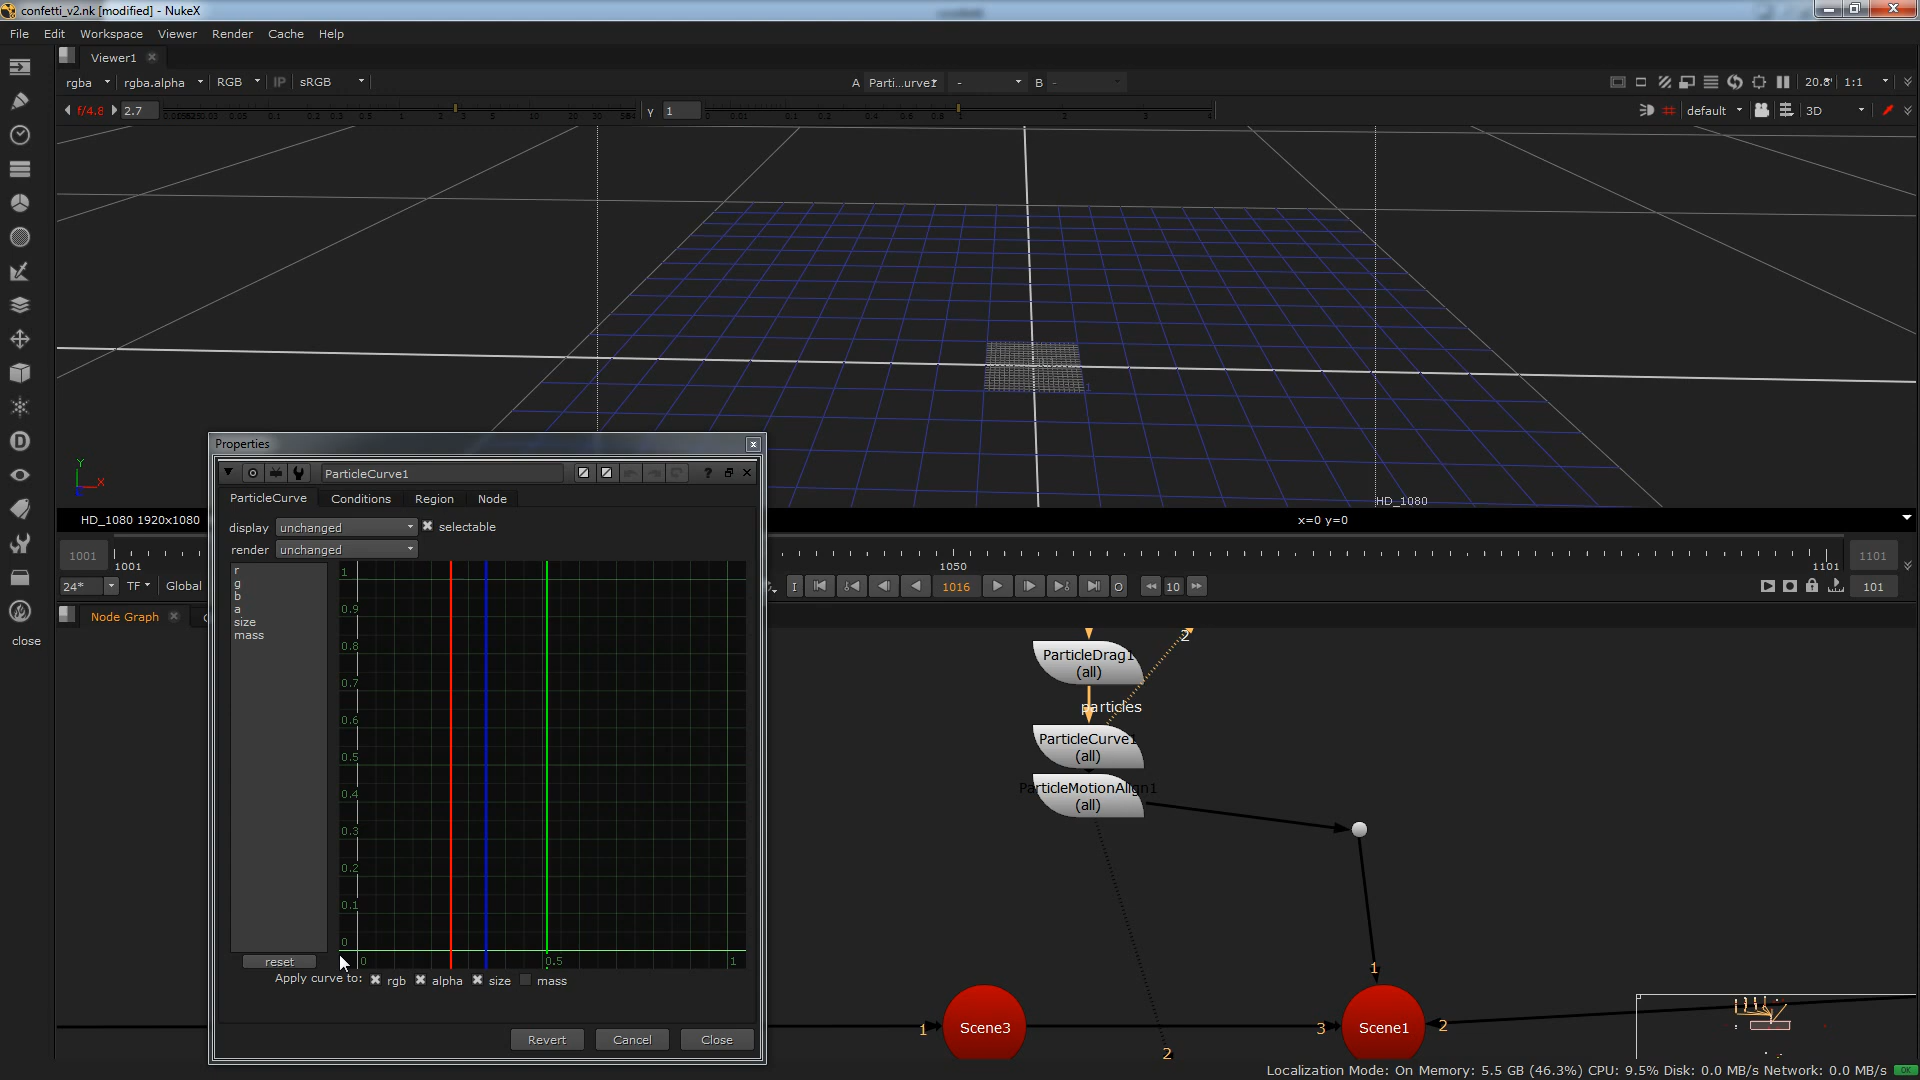 confetti_v2.nk [modified] - NukeX
File Edit Workspace Viewer Render Cache Help
Viewer1
rgba rgba.alpha RGB IP sRGB A Parti...urve1 - B - 20.8 1:1
f/4.8 2.7 Y 1 default 3D
HD_1080
HD_1080 1920x1080 x=0 y=0
Y
X
Properties
ParticleCurve1
ParticleCurve Conditions Region Node
display unchanged selectable
render unchanged
r
g
b
a
size
mass
1
0.9
0.8
0.7
0.6
0.5
0.4
0.3
0.2
0.1
0
0 0.5 1
reset
Apply curve to: rgb alpha size mass
Revert Cancel Close
1001 1001 1050 1101 1101
24* TF Global I 1016 O 10 101
Node Graph
close
ParticleDrag1
(all)
2
particles
ParticleCurve1
(all)
ParticleMotionAlign1
(all)
1
1 Scene3 3 Scene1 2
2
Localization Mode: On Memory: 5.5 GB (46.3%) CPU: 9.5% Disk: 0.0 MB/s Network: 0.0 MB/s